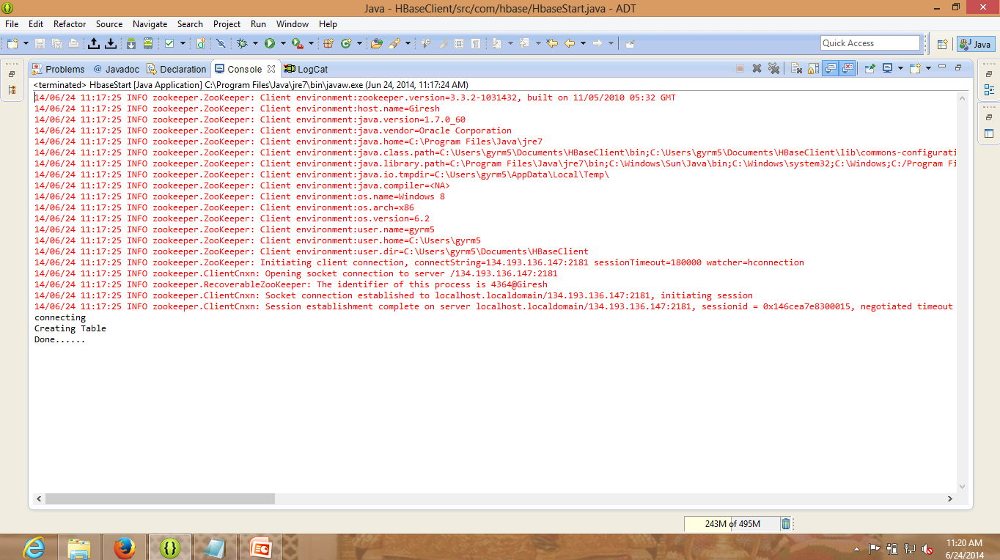 Java - HBaseClient/src/com/hbase/HbaseStart.java - ADT
File Edit Refactor Source Navigate Search Project Run Window Help
Quick Access
Java
Problems @ Javadoc Declaration Console LogCat
<terminated> HbaseStart [Java Application] C:\Program Files\Java\jre7\bin\javaw.exe (Jun 24, 2014, 11:17:24 AM)
14/06/24 11:17:25 INFO zookeeper.ZooKeeper: Client environment:zookeeper.version=3.3.2-1031432, built on 11/05/2010 05:32 GMT
14/06/24 11:17:25 INFO zookeeper.ZooKeeper: Client environment:host.name=Giresh
14/06/24 11:17:25 INFO zookeeper.ZooKeeper: Client environment:java.version=1.7.0_60
14/06/24 11:17:25 INFO zookeeper.ZooKeeper: Client environment:java.vendor=Oracle Corporation
14/06/24 11:17:25 INFO zookeeper.ZooKeeper: Client environment:java.home=C:\Program Files\Java\jre7
14/06/24 11:17:25 INFO zookeeper.ZooKeeper: Client environment:java.class.path=C:\Users\gyrm5\Documents\HBaseClient\bin;C:\Users\gyrm5\Documents\HBaseClient\lib\commons-configurati
14/06/24 11:17:25 INFO zookeeper.ZooKeeper: Client environment:java.library.path=C:\Program Files\Java\jre7\bin;C:\Windows\Sun\Java\bin;C:\Windows\system32;C:\Windows;C:/Program Fi
14/06/24 11:17:25 INFO zookeeper.ZooKeeper: Client environment:java.io.tmpdir=C:\Users\gyrm5\AppData\Local\Temp\
14/06/24 11:17:25 INFO zookeeper.ZooKeeper: Client environment:java.compiler=<NA>
14/06/24 11:17:25 INFO zookeeper.ZooKeeper: Client environment:os.name=Windows 8
14/06/24 11:17:25 INFO zookeeper.ZooKeeper: Client environment:os.arch=x86
14/06/24 11:17:25 INFO zookeeper.ZooKeeper: Client environment:os.version=6.2
14/06/24 11:17:25 INFO zookeeper.ZooKeeper: Client environment:user.name=gyrm5
14/06/24 11:17:25 INFO zookeeper.ZooKeeper: Client environment:user.home=C:\Users\gyrm5
14/06/24 11:17:25 INFO zookeeper.ZooKeeper: Client environment:user.dir=C:\Users\gyrm5\Documents\HBaseClient
14/06/24 11:17:25 INFO zookeeper.ZooKeeper: Initiating client connection, connectString=134.193.136.147:2181 sessionTimeout=180000 watcher=hconnection
14/06/24 11:17:25 INFO zookeeper.ClientCnxn: Opening socket connection to server /134.193.136.147:2181
14/06/24 11:17:25 INFO zookeeper.RecoverableZooKeeper: The identifier of this process is 4364@Giresh
14/06/24 11:17:25 INFO zookeeper.ClientCnxn: Socket connection established to localhost.localdomain/134.193.136.147:2181, initiating session
14/06/24 11:17:25 INFO zookeeper.ClientCnxn: Session establishment complete on server localhost.localdomain/134.193.136.147:2181, sessionid = 0x146cea7e8300015, negotiated timeout
connecting
Creating Table
Done......
243M of 495M
11:20 AM
6/24/2014